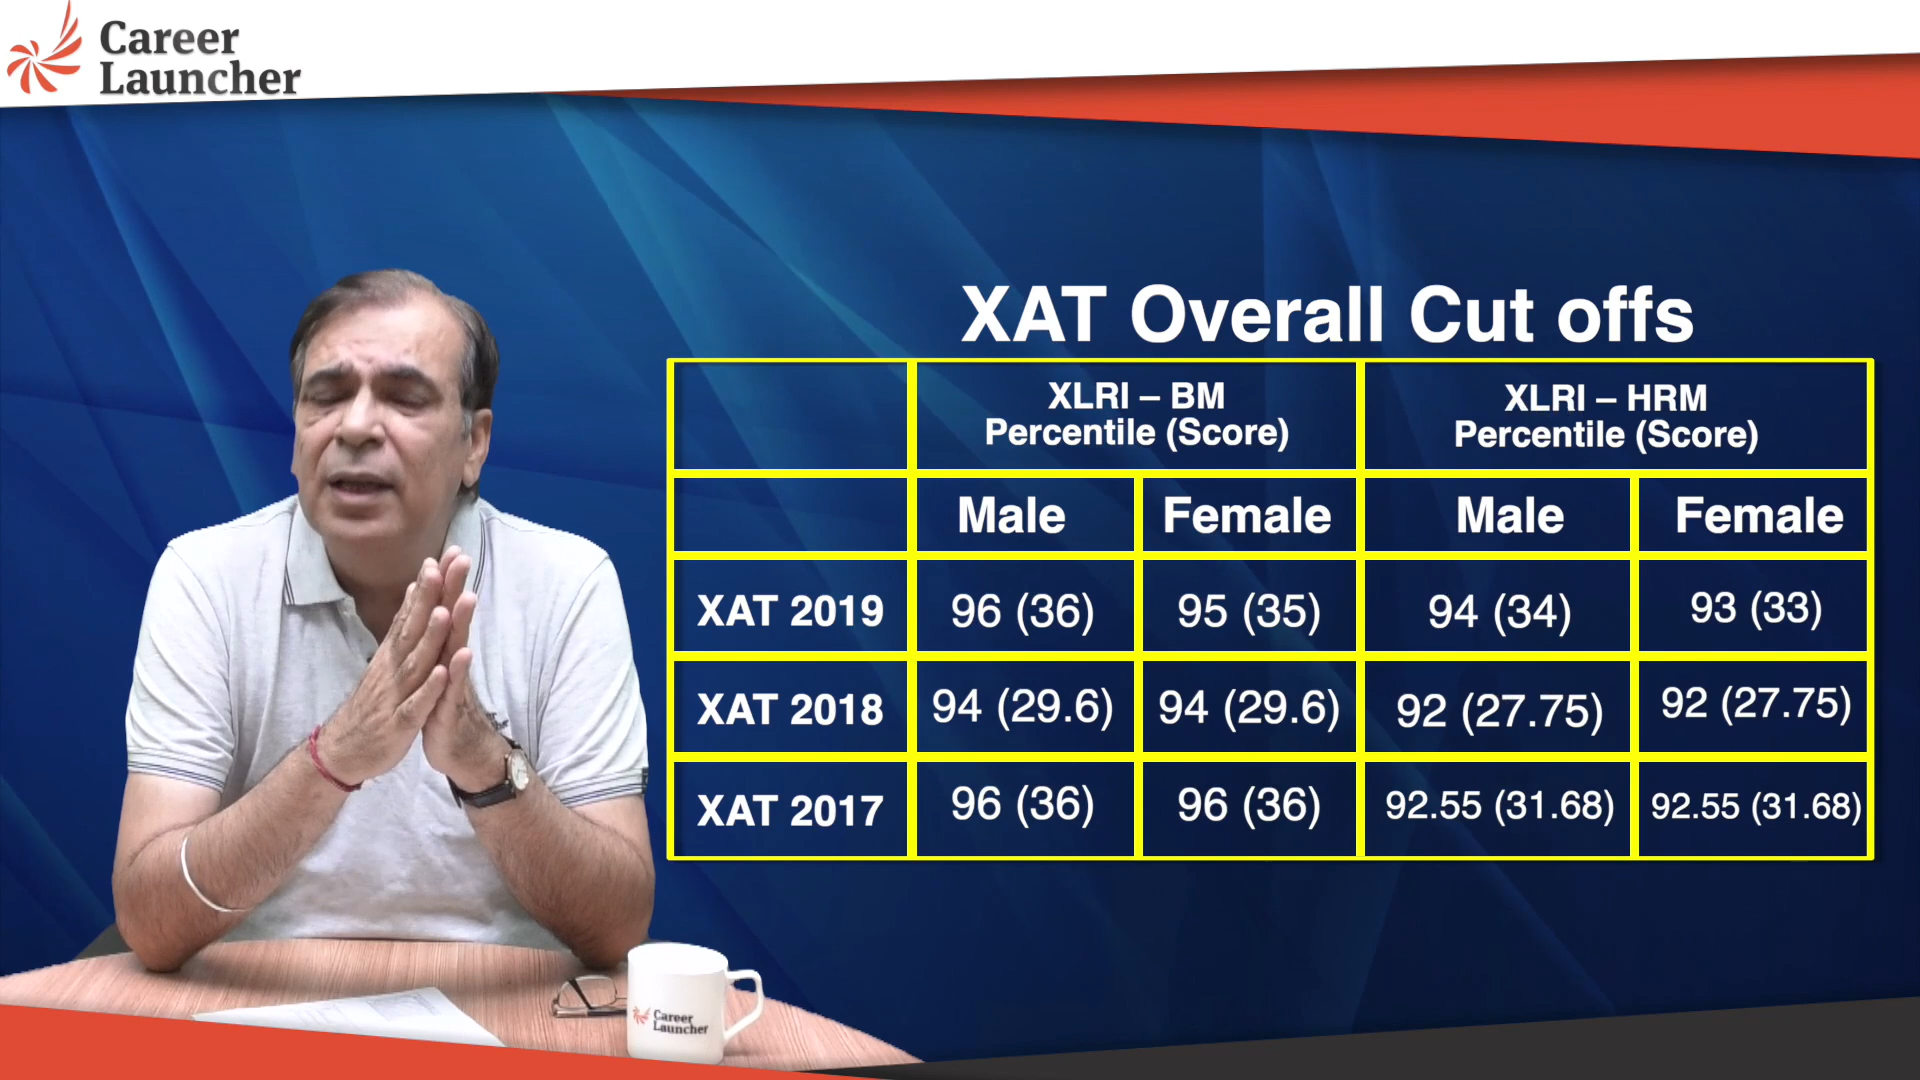 Career
Launcher
XAT Overall Cut offs
XLRI – BM
Percentile (Score)
XLRI – HRM
Percentile (Score)
Male Female Male Female
XAT 2019 96 (36) 95 (35) 94 (34) 93 (33)
XAT 2018 94 (29.6) 94 (29.6) 92 (27.75) 92 (27.75)
XAT 2017 96 (36) 96 (36) 92.55 (31.68) 92.55 (31.68)
Career
Launcher